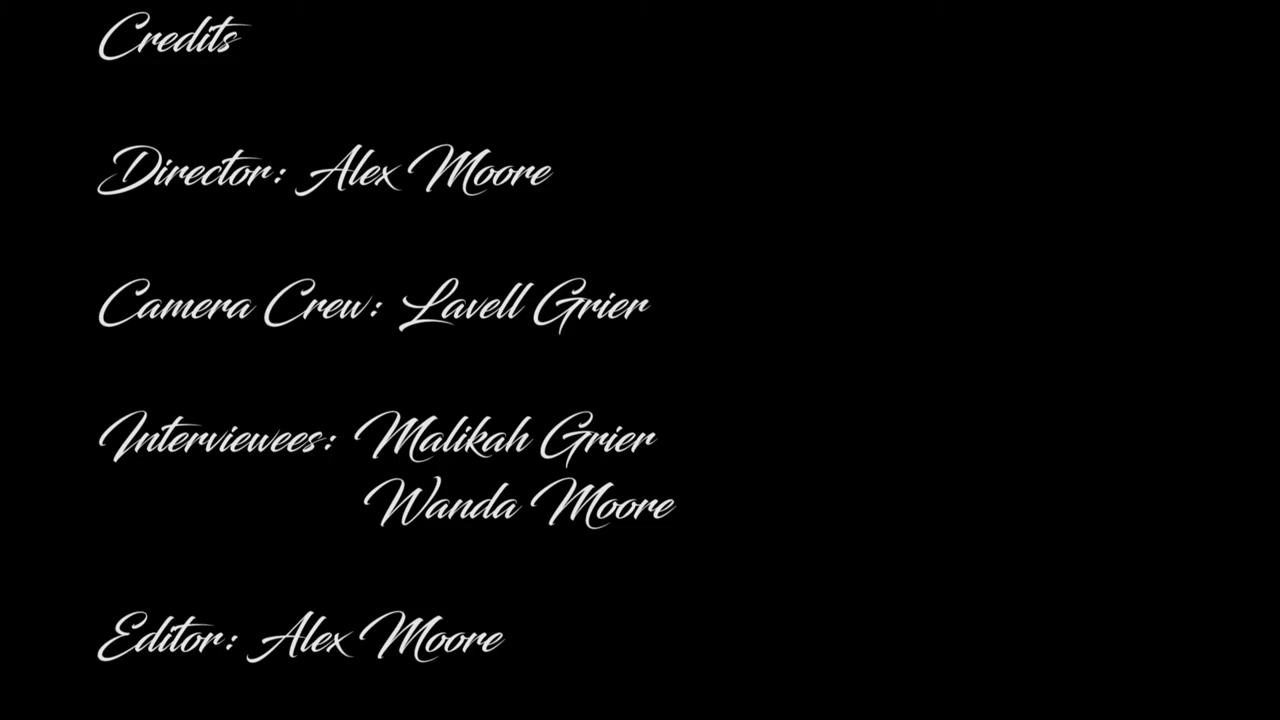 Credits
Director: Alex Moore
Camera Crew: Lavell Grier
Interviewees: Malikah Grier
Wanda Moore
Editor: Alex Moore